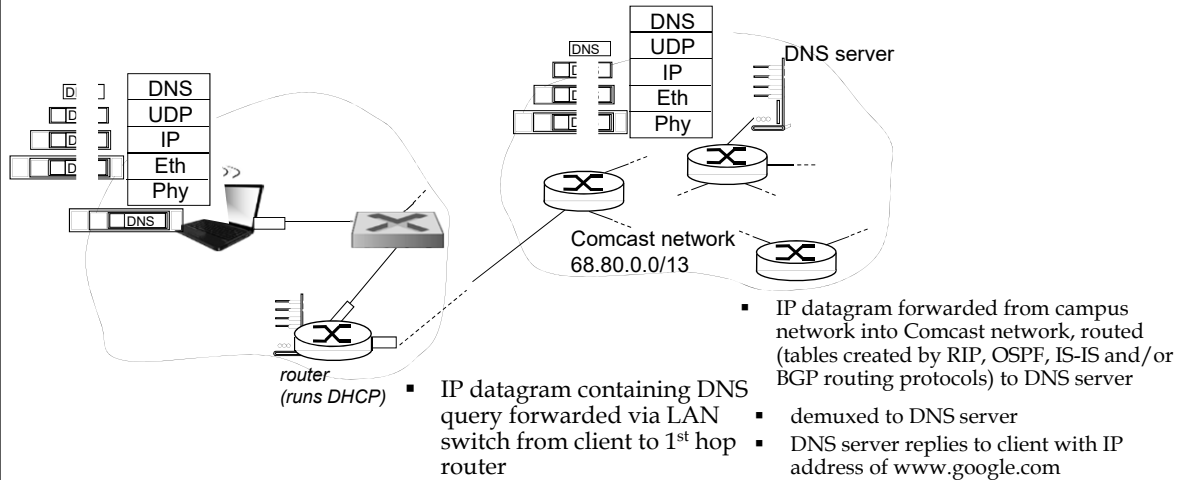 DNS
UDP
IP
Eth
Phy
DNS
DNS
DNS
UDP
IP
Eth
Phy
DNS server
Comcast network
68.80.0.0/13
router
(runs DHCP)
▪ IP datagram containing DNS
query forwarded via LAN
switch from client to 1st hop
router
▪ IP datagram forwarded from campus
network into Comcast network, routed
(tables created by RIP, OSPF, IS-IS and/or
BGP routing protocols) to DNS server
▪ demuxed to DNS server
▪ DNS server replies to client with IP
address of www.google.com